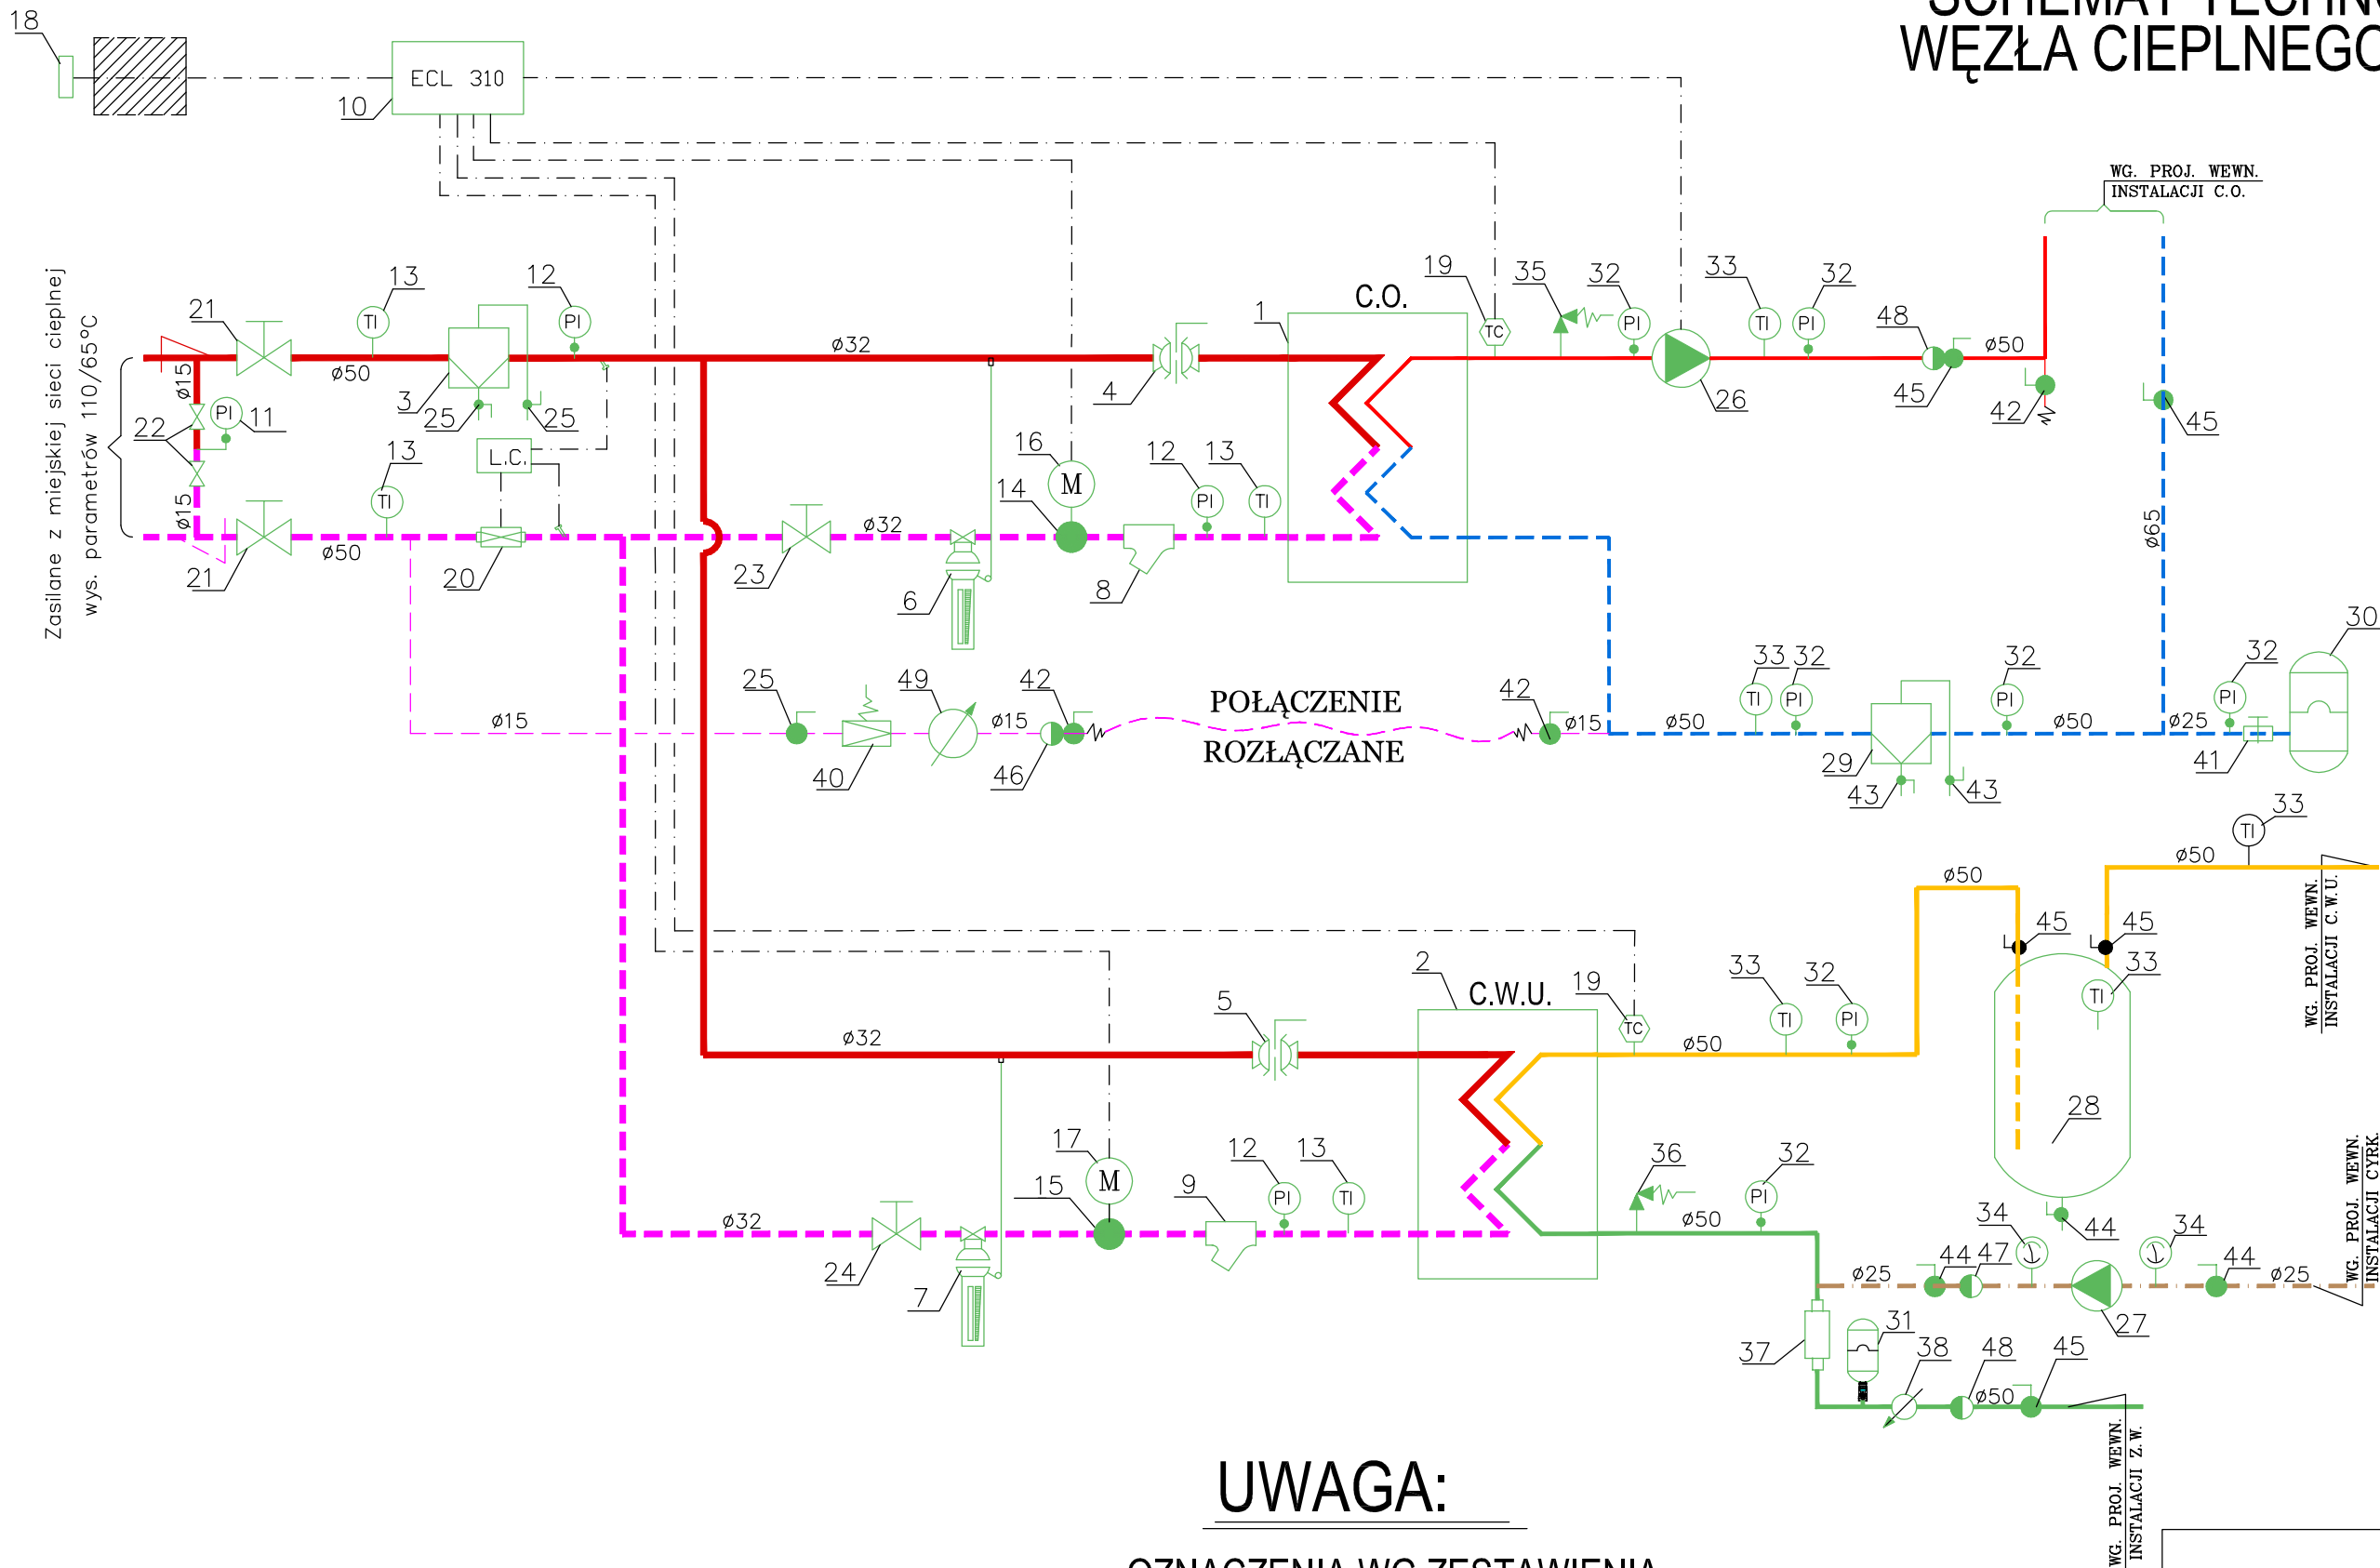 SCHEMAT TECHNO
WĘZŁA CIEPLNEGO
18
ECL 310
10
WG. PROJ. WEWN.
INSTALACJI C.O.
Zasilane z miejskiej sieci cieplnej
wys. parametrów 110/65°C
21
13
TI
12
PI
ø50
3
25
25
ø32
4
1
C.O.
19
TC
35
32
PI
26
33
TI
32
PI
48
45
ø50
42
45
ø15
22
PI
11
ø15
13
TI
L.C.
21
ø50
20
23
ø32
6
16
M
14
8
12
PI
13
TI
ø65
ø15
25
40
49
ø15
42
46
POŁĄCZENIE
ROZŁĄCZANE
42
ø15
ø50
33
TI
32
PI
29
43
43
32
PI
ø50
ø25
32
PI
41
30
33
TI
ø50
ø50
WG. PROJ. WEWN.
INSTALACJI C.W.U.
45
45
33
TI
28
ø32
5
2
C.W.U.
19
TC
ø50
33
TI
32
PI
ø32
24
7
17
M
15
9
12
PI
13
TI
36
ø50
32
PI
44
34
34
ø25
44
47
27
44
ø25
WG. PROJ. WEWN.
INSTALACJI CYRK.
37
31
38
48
ø50
45
WG. PROJ. WEWN.
INSTALACJI Z.W.
UWAGA:
OZNACZENIA WG ZESTAWIENIA